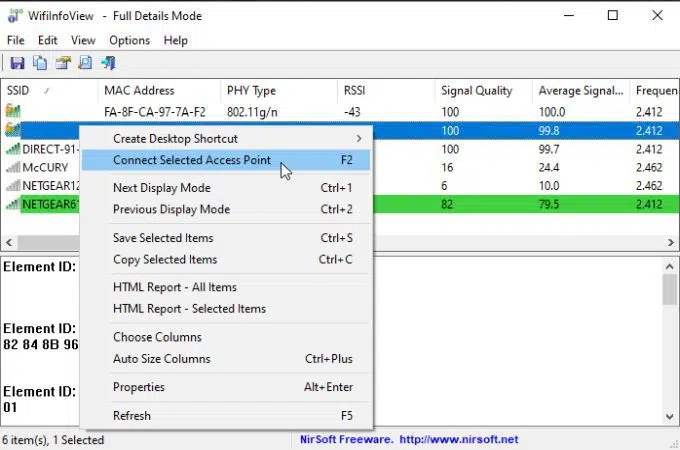 WifiInfoView - Full Details Mode
File Edit View Options Help
SSID MAC Address PHY Type RSSI Signal Quality Average Signal... Frequen
FA-8F-CA-97-7A-F2 802.11g/n -43 100 100.0 2.412
100 99.8 2.412
DIRECT-91- 100 99.7 2.412
McCURY 16 24.4 2.462
NETGEAR12 6 10.0 2.462
NETGEAR61 82 79.5 2.412
Create Desktop Shortcut
Connect Selected Access Point F2
Next Display Mode Ctrl+1
Previous Display Mode Ctrl+2
Save Selected Items Ctrl+S
Copy Selected Items Ctrl+C
HTML Report - All Items
HTML Report - Selected Items
Choose Columns
Auto Size Columns Ctrl+Plus
Properties Alt+Enter
Refresh F5
Element ID:
Element ID:
82 84 8B 96
Element ID:
01
6 item(s), 1 Selected
NirSoft Freeware. http://www.nirsoft.net